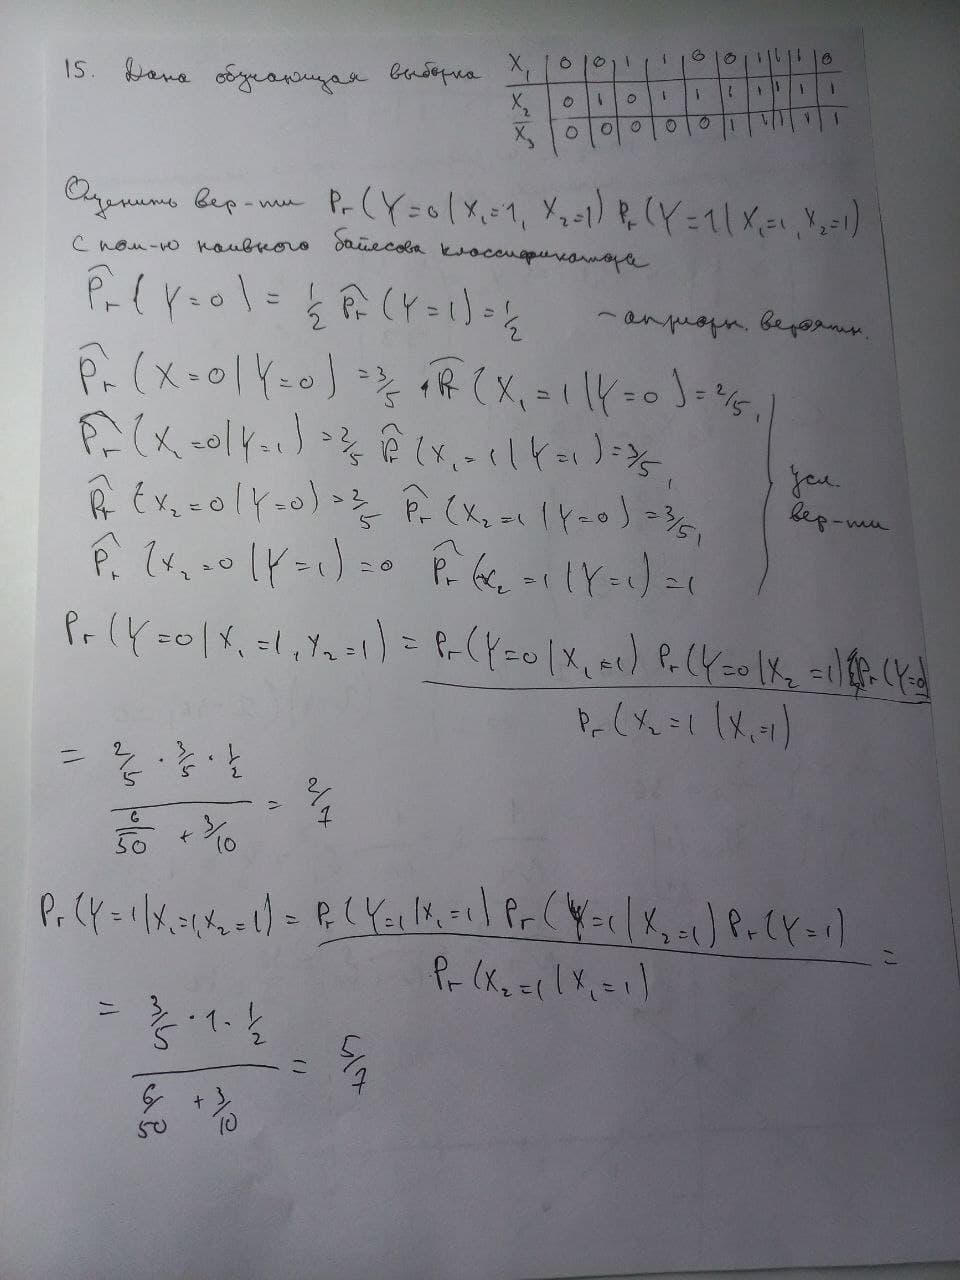 15. Дана обучающая выборка
X₁ 0 0 1 1 0 0 1 1 1 0
X₂ 0 1 0 1 1 1 1 1 1 1
X₃ 0 0 0 0 0 1 1 1 1 1
Оценить вер-ти Pr(Y=0|X₁=1, X₂=1) Pr(Y=1|X₁=1, X₂=1)
с пом-ю наивного байесова классификатора
P̂r(Y=0) = 1/2 P̂r(Y=1) = 1/2 - априорн. вероятн.
P̂r(X=0|Y=0) = 3/5, P̂r(X₁=1|Y=0) = 2/5,
P̂r(X₁=0|Y=1) = 2/5 P̂r(X₁=1|Y=1) = 3/5,
P̂r(X₂=0|Y=0) = 2/5 P̂r(X₂=1|Y=0) = 3/5,
P̂r(X₂=0|Y=1) = 0 P̂r(X₂=1|Y=1) = 1
усл.
вер-ти
Pr(Y=0|X₁=1, X₂=1) = Pr(Y=0|X₁=1) Pr(Y=0|X₂=1) Pr(Y=0)
Pr(X₂=1|X₁=1)
= 2/5 · 3/5 · 1/2
6/50 + 3/10
= 2/7
Pr(Y=1|X₁=1, X₂=1) = Pr(Y=1|X₁=1) Pr(Y=1|X₂=1) Pr(Y=1) =
Pr(X₂=1|X₁=1)
= 3/5 · 1 · 1/2
6/50 + 3/10
= 5/7